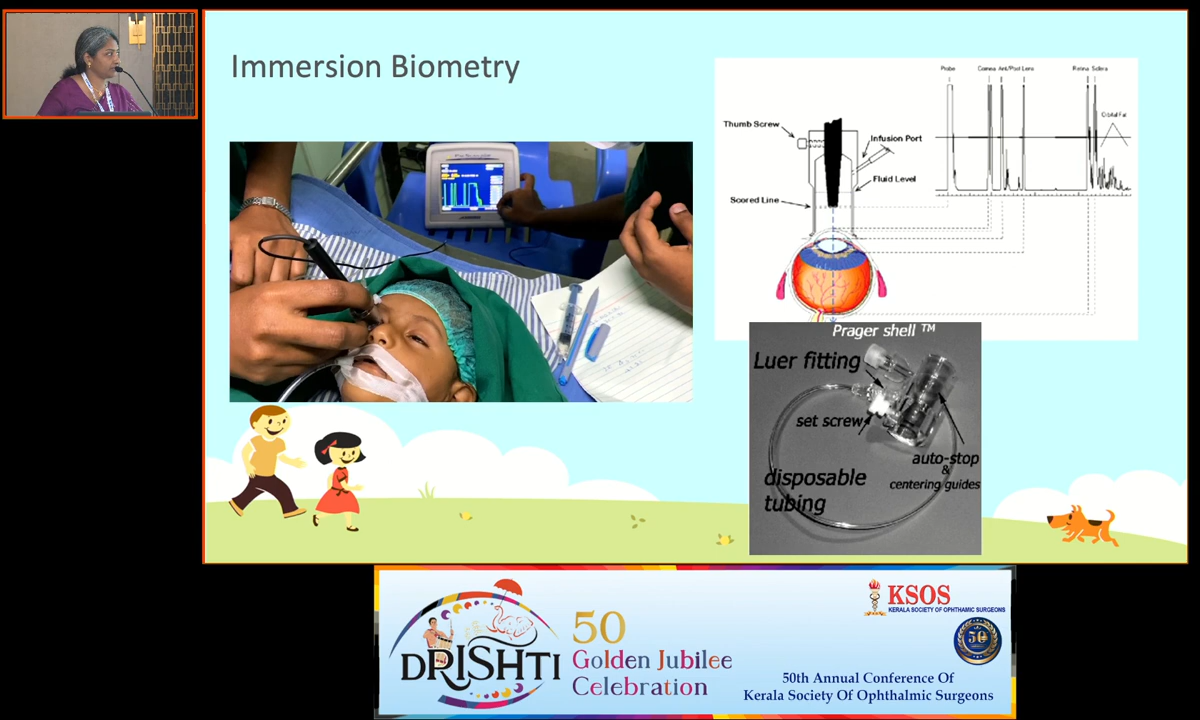 Immersion Biometry
Probe
Cornea
Ant/Post Lens
Retina
Sclera
Orbital Fat
Thumb Screw
Infusion Port
Fluid Level
Scored Line
Prager shell ™
Luer fitting
set screw
auto-stop
&
centering guides
disposable
tubing
DRISHTI
50
Golden Jubilee
Celebration
KSOS
KERALA SOCIETY OF OPHTHAMIC SURGEONS
50
50th Annual Conference Of
Kerala Society Of Ophthalmic Surgeons